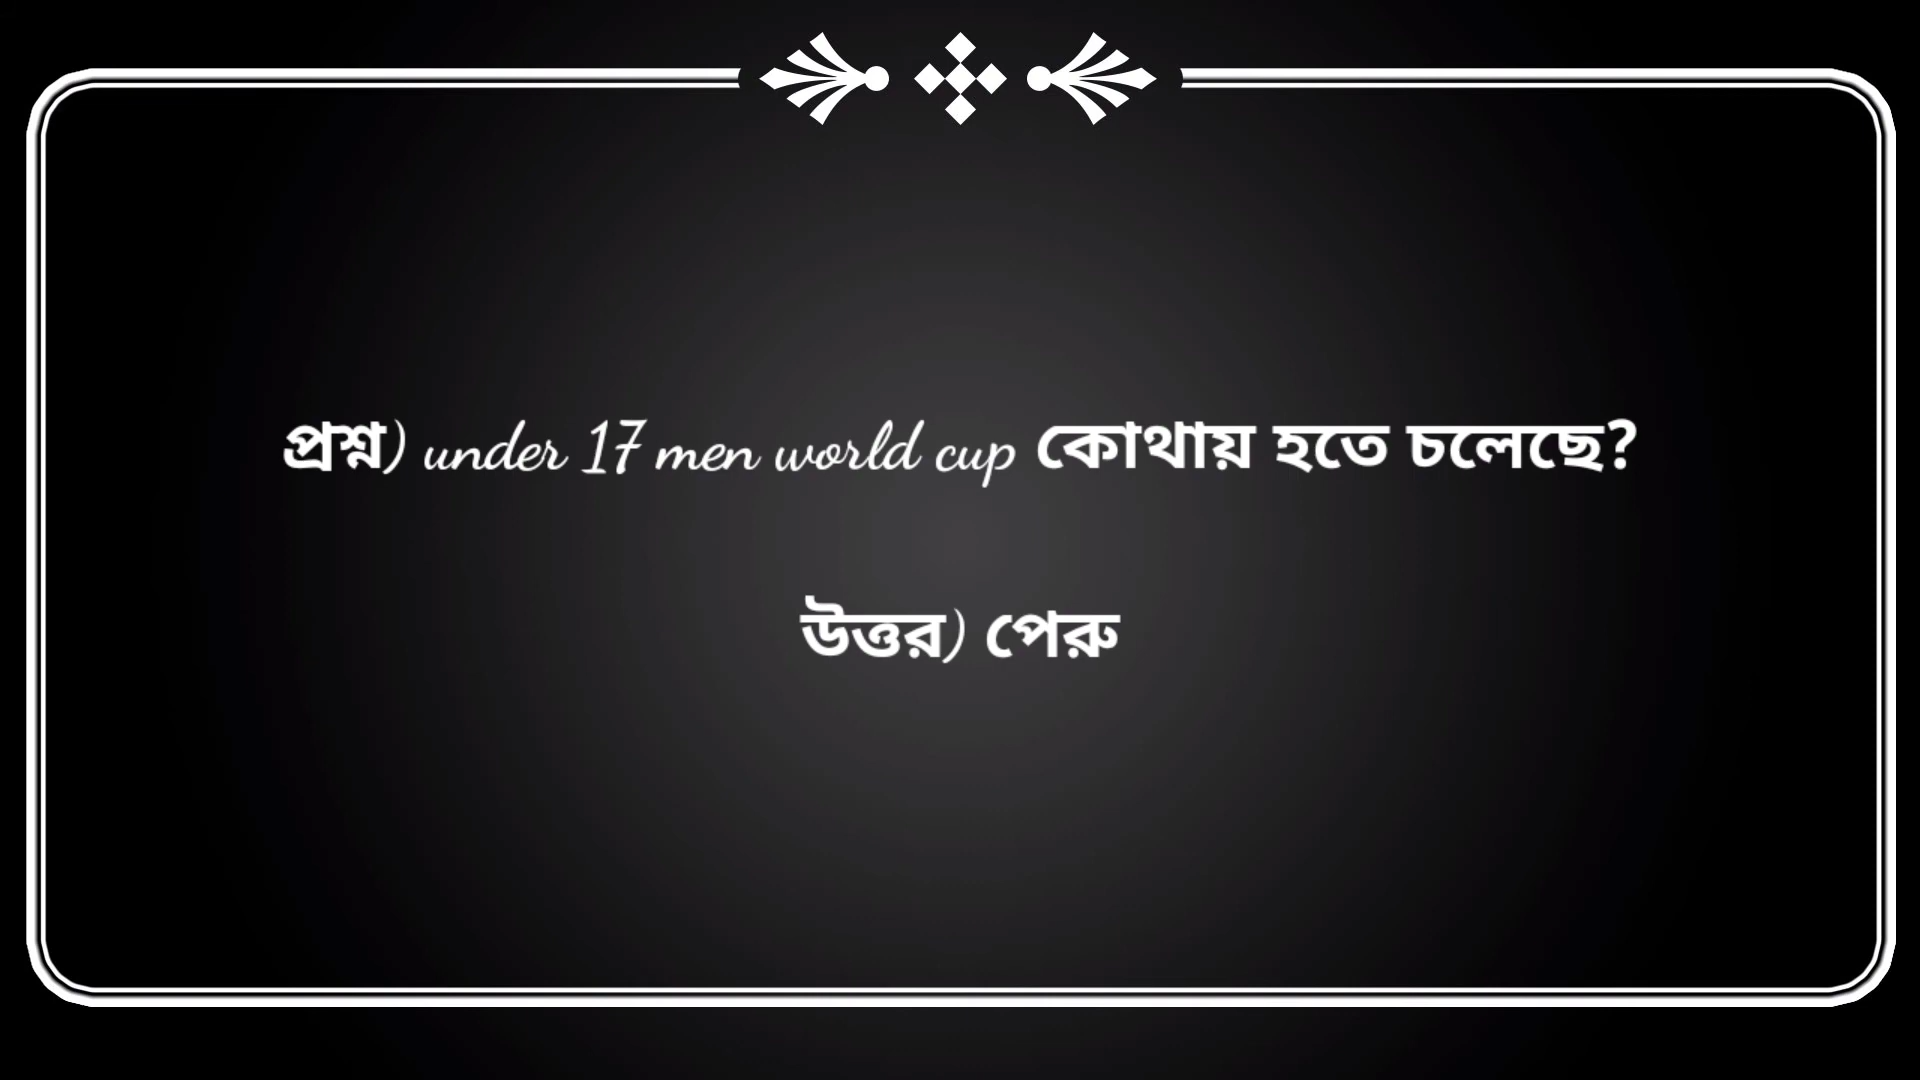 প্রশ্ন) under 17 men world cup কোথায় হতে চলেছে?
উত্তর) পেরু